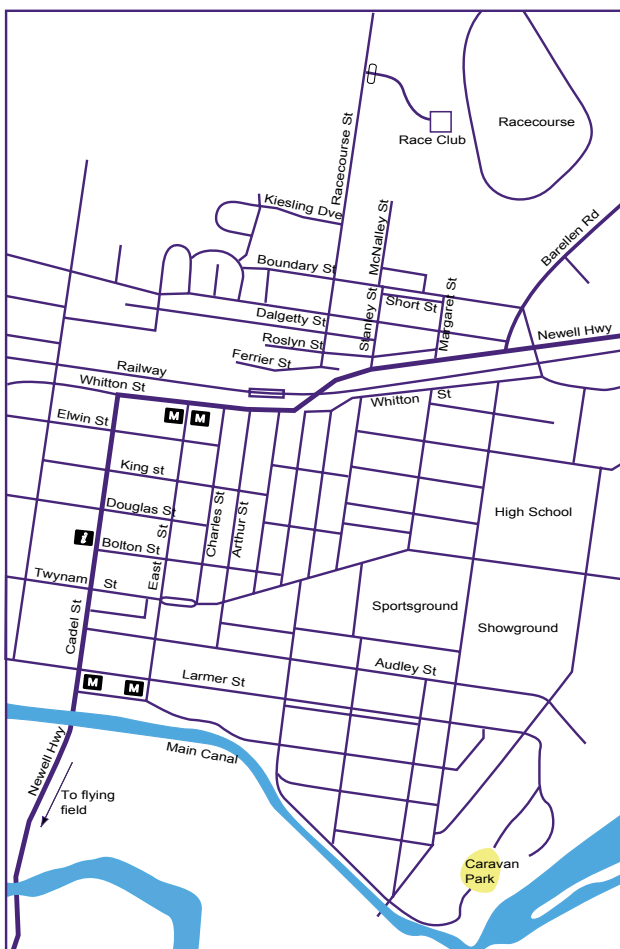 Racecourse
Race Club
Racecourse St
Kiesling Dve
McNalley St
Barellen Rd
Boundary St
Short St
Margaret St
Stanley St
Dalgetty St
Newell Hwy
Roslyn St
Ferrier St
Railway
Whitton St
Whitton St
M
M
Elwin St
King st
Charles St
Arthur St
High School
Douglas St
East St
i
Bolton St
Twynam St
Sportsground
Cadel St
Showground
Audley St
Larmer St
M
M
Main Canal
Newell Hwy
To flying
field
Caravan
Park